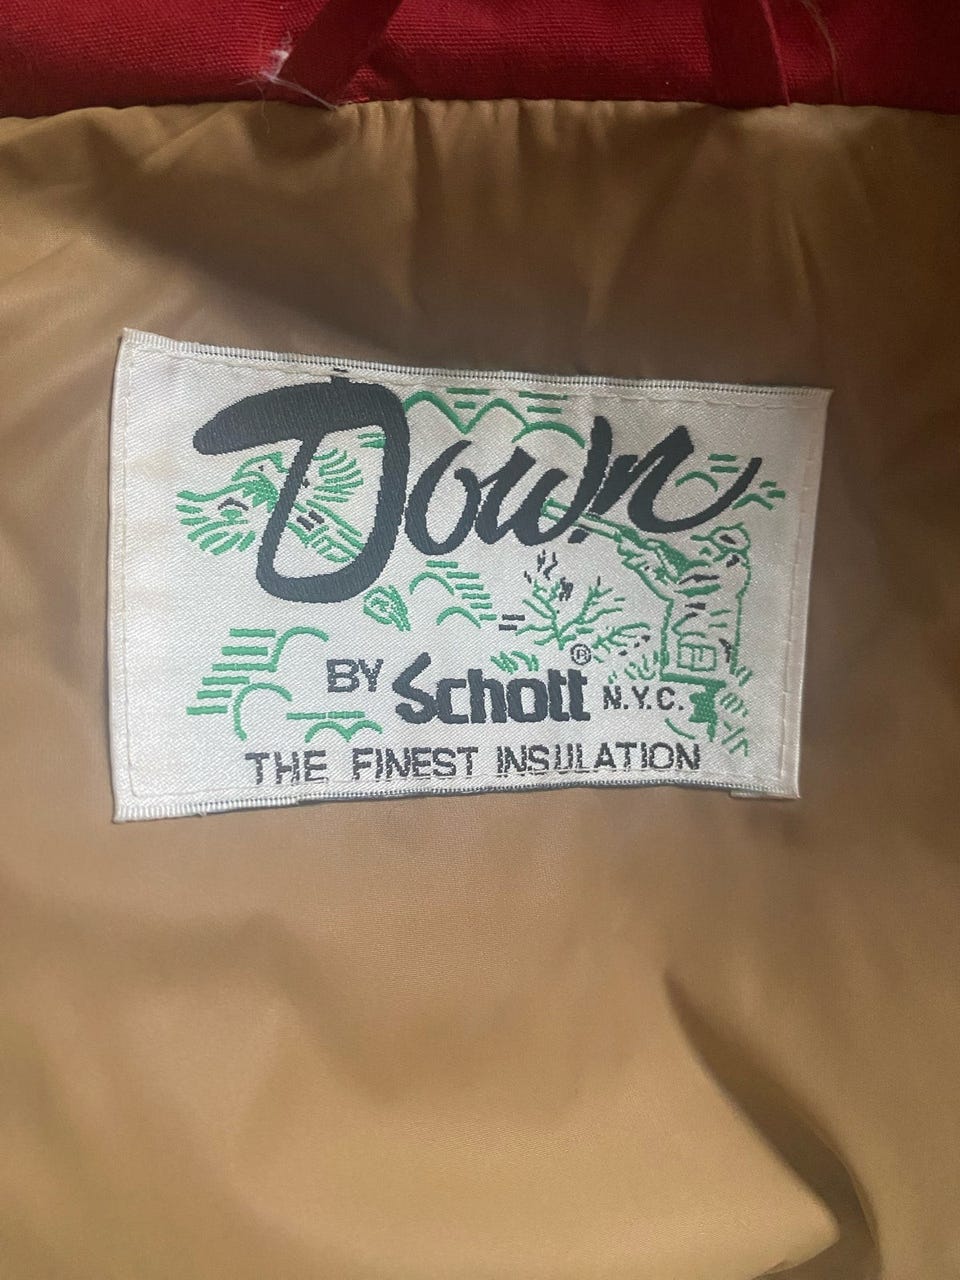 Down
BY Schott® N.Y.C.
THE FINEST INSULATION